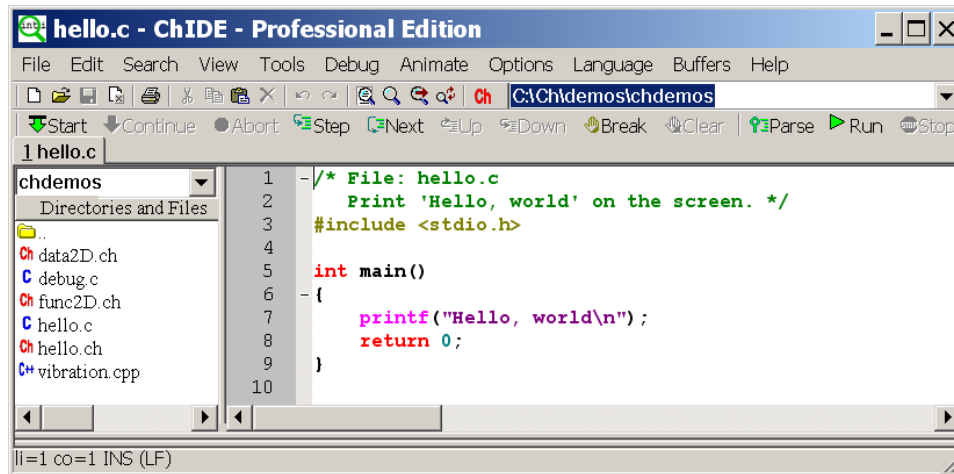 hello.c - ChIDE - Professional Edition
File Edit Search View Tools Debug Animate Options Language Buffers Help
Ch C:\Ch\demos\chdemos
Start Continue Abort Step Next Up Down Break Clear Parse Run Stop
1 hello.c
chdemos
Directories and Files
..
Ch data2D.ch
C debug.c
Ch func2D.ch
C hello.c
Ch hello.ch
C++ vibration.cpp
1 /* File: hello.c
2 Print 'Hello, world' on the screen. */
3 #include <stdio.h>
4
5 int main()
6 {
7 printf("Hello, world\n");
8 return 0;
9 }
10
li=1 co=1 INS (LF)